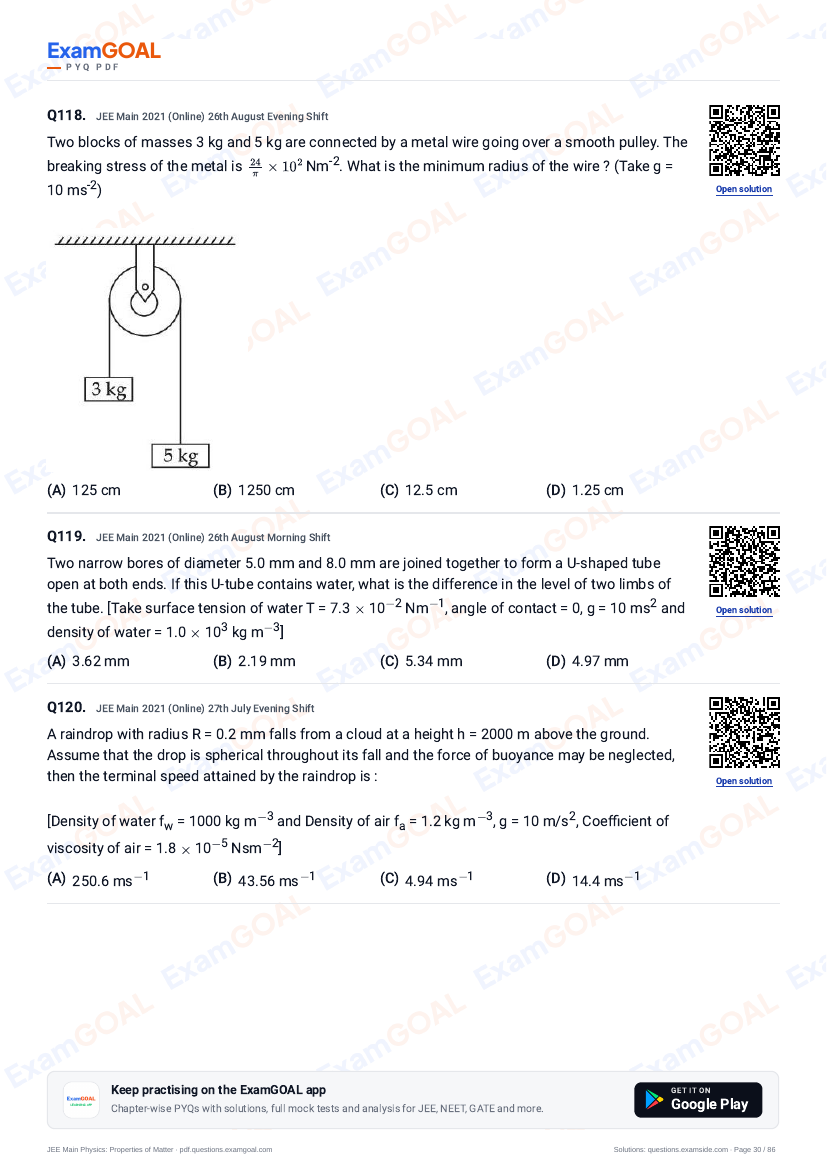 ExamGOAL
PYQ PDF
Q118. JEE Main 2021 (Online) 26th August Evening Shift
Two blocks of masses 3 kg and 5 kg are connected by a metal wire going over a smooth pulley. The
breaking stress of the metal is $\frac{24}{\pi} \times 10^2$ Nm⁻². What is the minimum radius of the wire ? (Take g =
10 ms⁻²)
Open solution
3 kg
5 kg
(A) 125 cm (B) 1250 cm (C) 12.5 cm (D) 1.25 cm
Q119. JEE Main 2021 (Online) 26th August Morning Shift
Two narrow bores of diameter 5.0 mm and 8.0 mm are joined together to form a U-shaped tube
open at both ends. If this U-tube contains water, what is the difference in the level of two limbs of
the tube. [Take surface tension of water T = 7.3 × 10⁻² Nm⁻¹, angle of contact = 0, g = 10 ms² and
density of water = 1.0 × 10³ kg m⁻³]
Open solution
(A) 3.62 mm (B) 2.19 mm (C) 5.34 mm (D) 4.97 mm
Q120. JEE Main 2021 (Online) 27th July Evening Shift
A raindrop with radius R = 0.2 mm falls from a cloud at a height h = 2000 m above the ground.
Assume that the drop is spherical throughout its fall and the force of buoyance may be neglected,
then the terminal speed attained by the raindrop is :
Open solution
[Density of water f_w = 1000 kg m⁻³ and Density of air f_a = 1.2 kg m⁻³, g = 10 m/s², Coefficient of
viscosity of air = 1.8 × 10⁻⁵ Nsm⁻²]
(A) 250.6 ms⁻¹ (B) 43.56 ms⁻¹ (C) 4.94 ms⁻¹ (D) 14.4 ms⁻¹
ExamGOAL
Keep practising on the ExamGOAL app
Chapter-wise PYQs with solutions, full mock tests and analysis for JEE, NEET, GATE and more.
GET IT ON
Google Play
JEE Main Physics: Properties of Matter · pdf.questions.examgoal.com
Solutions: questions.examside.com · Page 30 / 86